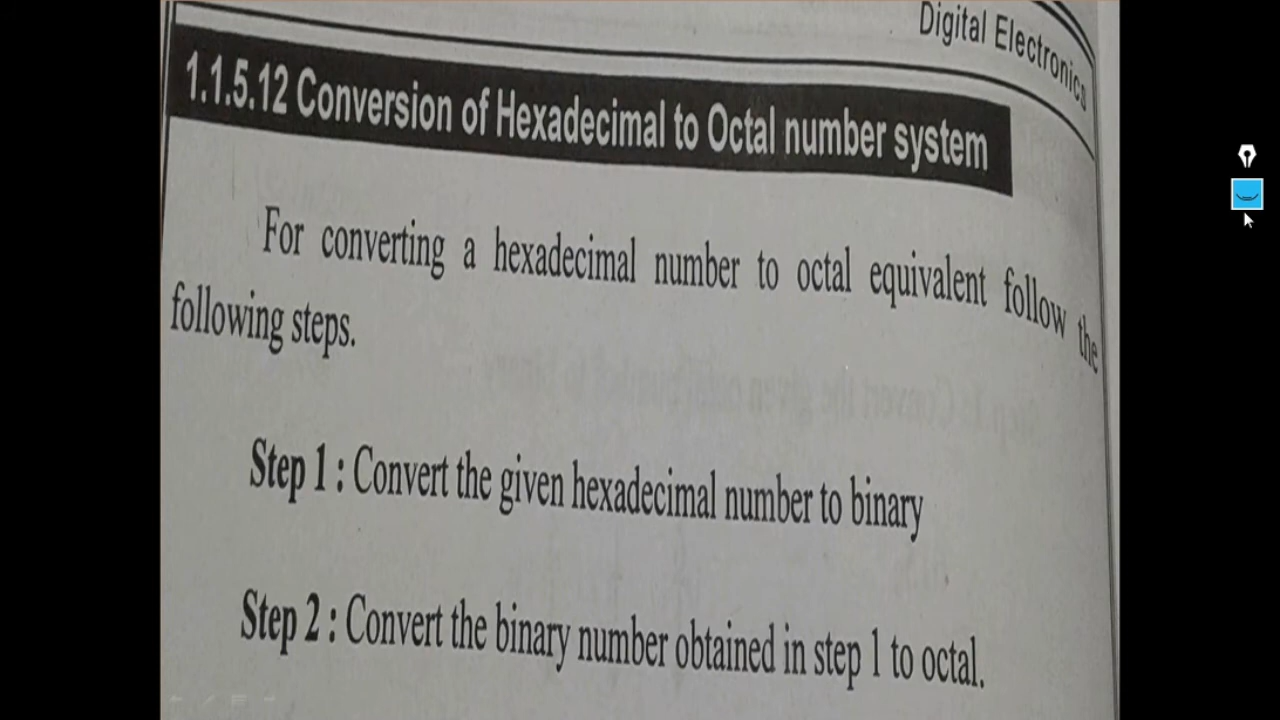 Digital Electronics
1.1.5.12 Conversion of Hexadecimal to Octal number system
For converting a hexadecimal number to octal equivalent follow the
following steps.
Step 1 : Convert the given hexadecimal number to binary
Step 2 : Convert the binary number obtained in step 1 to octal.